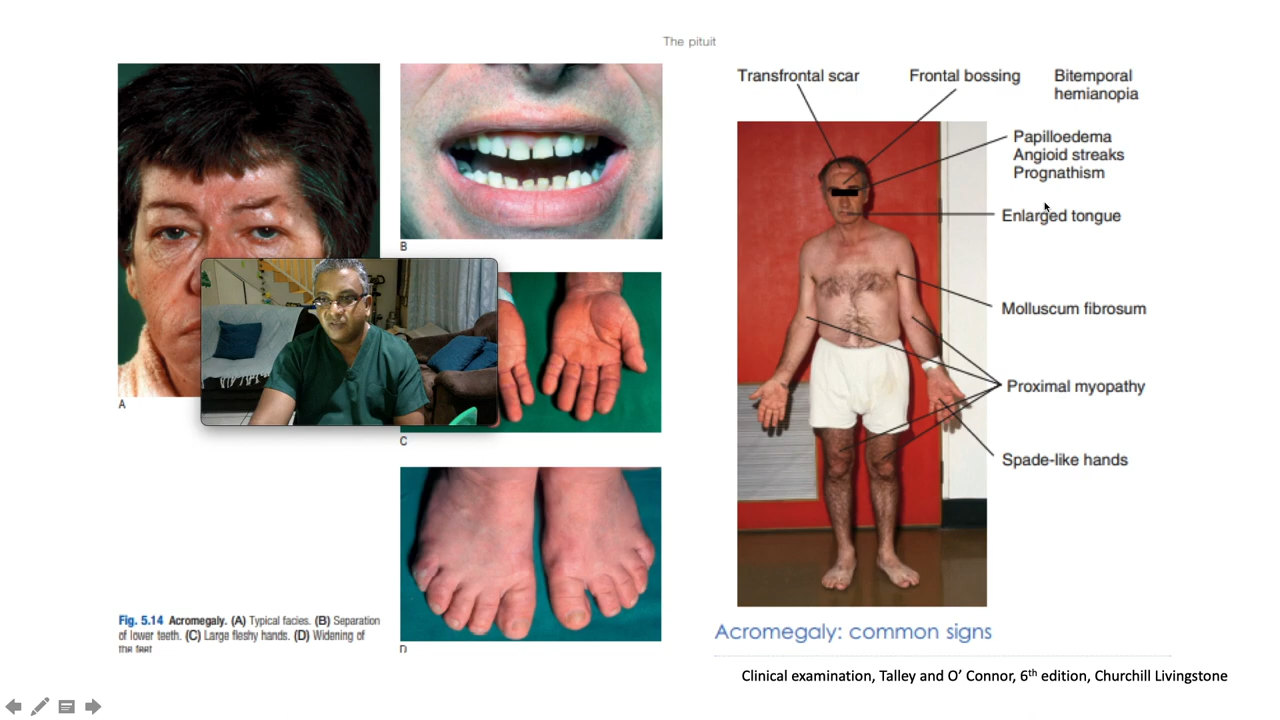 The pituit
Transfrontal scar
Frontal bossing
Bitemporal
hemianopia
Papilloedema
Angioid streaks
Prognathism
Enlarged tongue
Molluscum fibrosum
Proximal myopathy
Spade-like hands
A
B
C
D
Fig. 5.14 Acromegaly. (A) Typical facies. (B) Separation
of lower teeth. (C) Large fleshy hands. (D) Widening of
the feet
Acromegaly: common signs
Clinical examination, Talley and O’ Connor, 6th edition, Churchill Livingstone